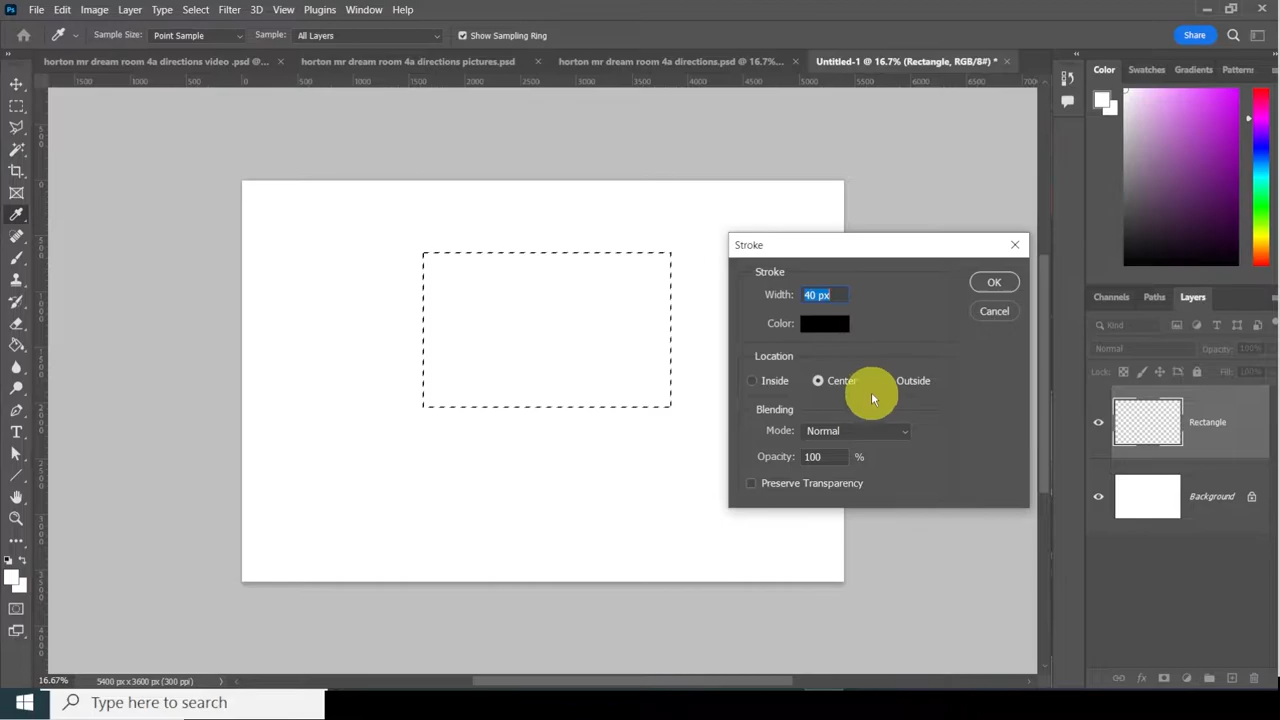 Ps File Edit Image Layer Type Select Filter 3D View Plugins Window Help
Sample Size: Point Sample Sample: All Layers Show Sampling Ring Share
horton mr dream room 4a directions video .psd @... × horton mr dream room 4a directions pictures.psd × horton mr dream room 4a directions.psd @ 16.7%... × Untitled-1 @ 16.7% (Rectangle, RGB/8#) * ×
Color Swatches Gradients Pattern
Stroke
Stroke
Width: 40 px
OK
Color:
Cancel
Location
Inside Center Outside
Blending
Mode: Normal
Opacity: 100 %
Preserve Transparency
Channels Paths Layers
Kind
Normal Opacity: 100%
Lock: Fill: 100%
Rectangle
Background
16.67% 5400 px x 3600 px (300 ppi)
Type here to search